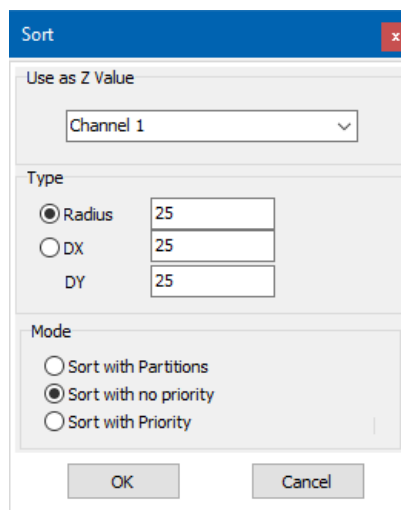 Sort
x
Use as Z Value
Channel 1
Type
Radius 25
DX 25
DY 25
Mode
Sort with Partitions
Sort with no priority
Sort with Priority
OK Cancel